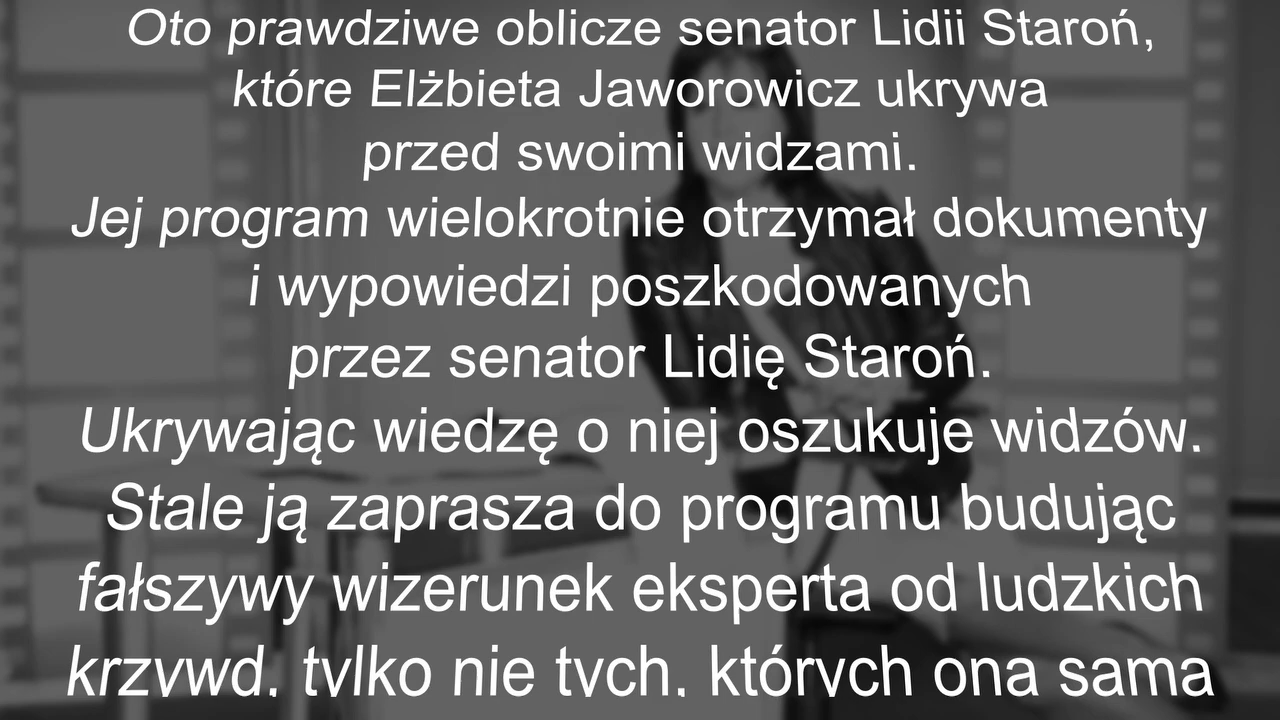 Oto prawdziwe oblicze senator Lidii Staroń,
które Elżbieta Jaworowicz ukrywa
przed swoimi widzami.
Jej program wielokrotnie otrzymał dokumenty
i wypowiedzi poszkodowanych
przez senator Lidię Staroń.
Ukrywając wiedzę o niej oszukuje widzów.
Stale ją zaprasza do programu budując
fałszywy wizerunek eksperta od ludzkich
krzywd, tylko nie tych, których ona sama